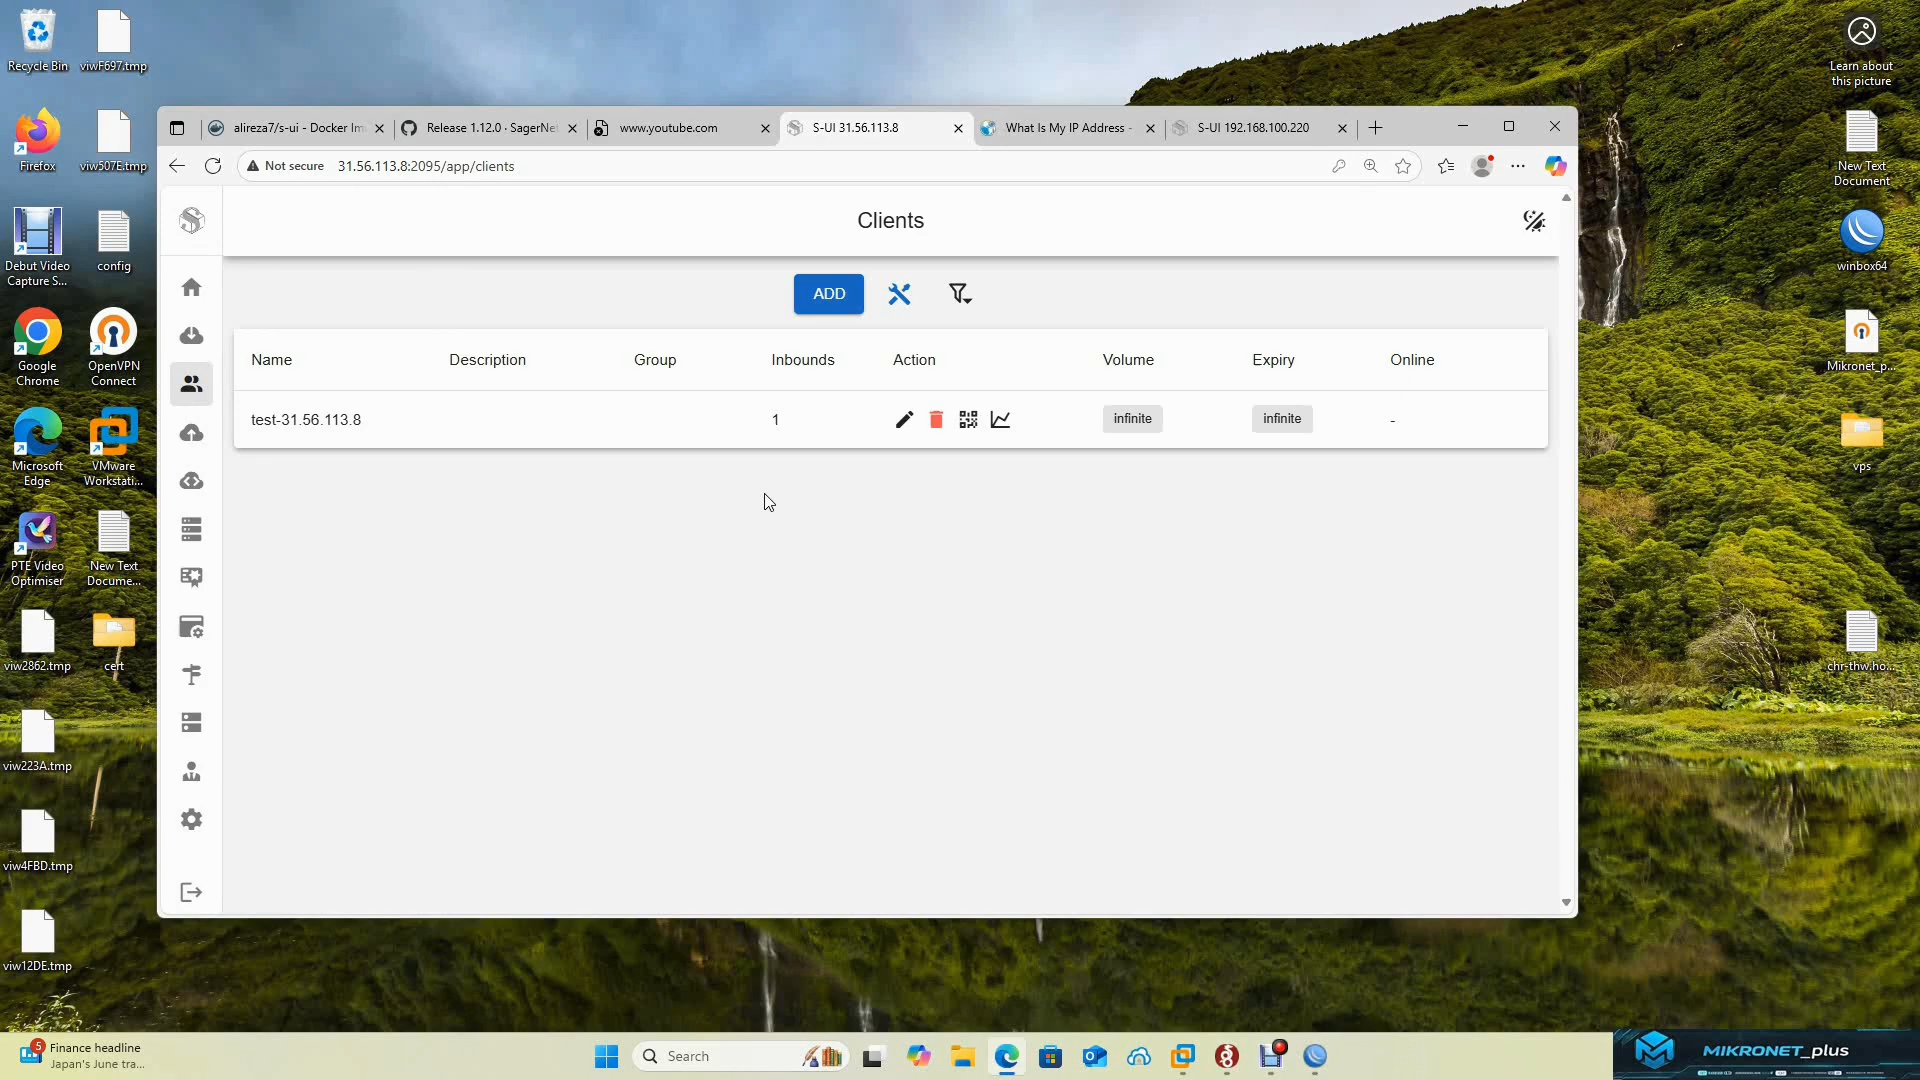 Recycle Bin
viwF697.tmp
Firefox
viw507E.tmp
Debut Video
Capture S...
config
Google
Chrome
OpenVPN
Connect
Microsoft
Edge
VMware
Workstati...
PTE Video
Optimiser
New Text
Docume...
viw2862.tmp
cert
viw223A.tmp
viw4FBD.tmp
viw12DE.tmp
alireza7/s-ui - Docker Im
Release 1.12.0 · SagerNe
www.youtube.com
S-UI 31.56.113.8
What Is My IP Address -
S-UI 192.168.100.220
Not secure
31.56.113.8:2095/app/clients
Clients
ADD
Name
Description
Group
Inbounds
Action
Volume
Expiry
Online
test-31.56.113.8
1
infinite
infinite
-
Learn about
this picture
New Text
Document
winbox64
Mikronet_p...
vps
chr-thw.ho...
5
Finance headline
Japan's June tra...
Search
MIKRONET_plus